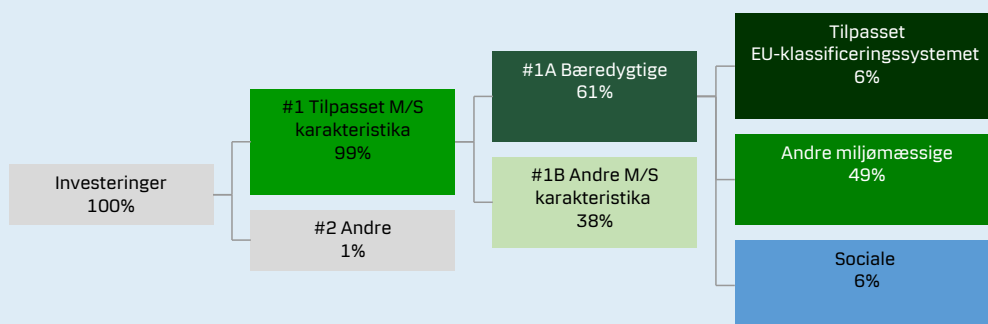 Investeringer
100%
#1 Tilpasset M/S
karakteristika
99%
#2 Andre
1%
#1A Bæredygtige
61%
#1B Andre M/S
karakteristika
38%
Tilpasset
EU-klassificeringssystemet
6%
Andre miljømæssige
49%
Sociale
6%